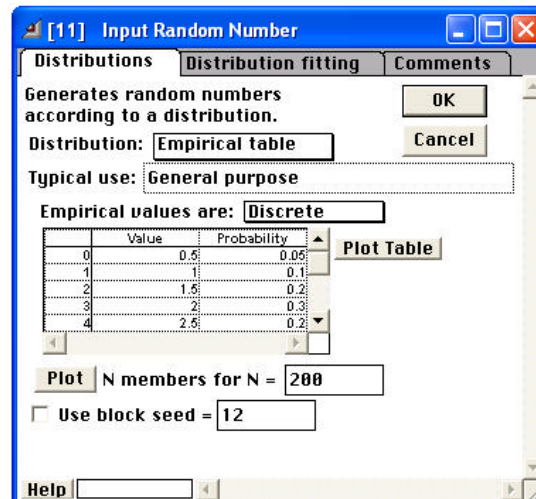 [11] Input Random Number
Distributions Distribution fitting Comments
Generates random numbers
according to a distribution.
OK
Cancel
Distribution: Empirical table
Typical use: General purpose
Empirical values are: Discrete
Value Probability
0 0.5 0.05
1 1 0.1
2 1.5 0.2
3 2 0.3
4 2.5 0.2
Plot Table
Plot N members for N = 200
Use block seed = 12
Help